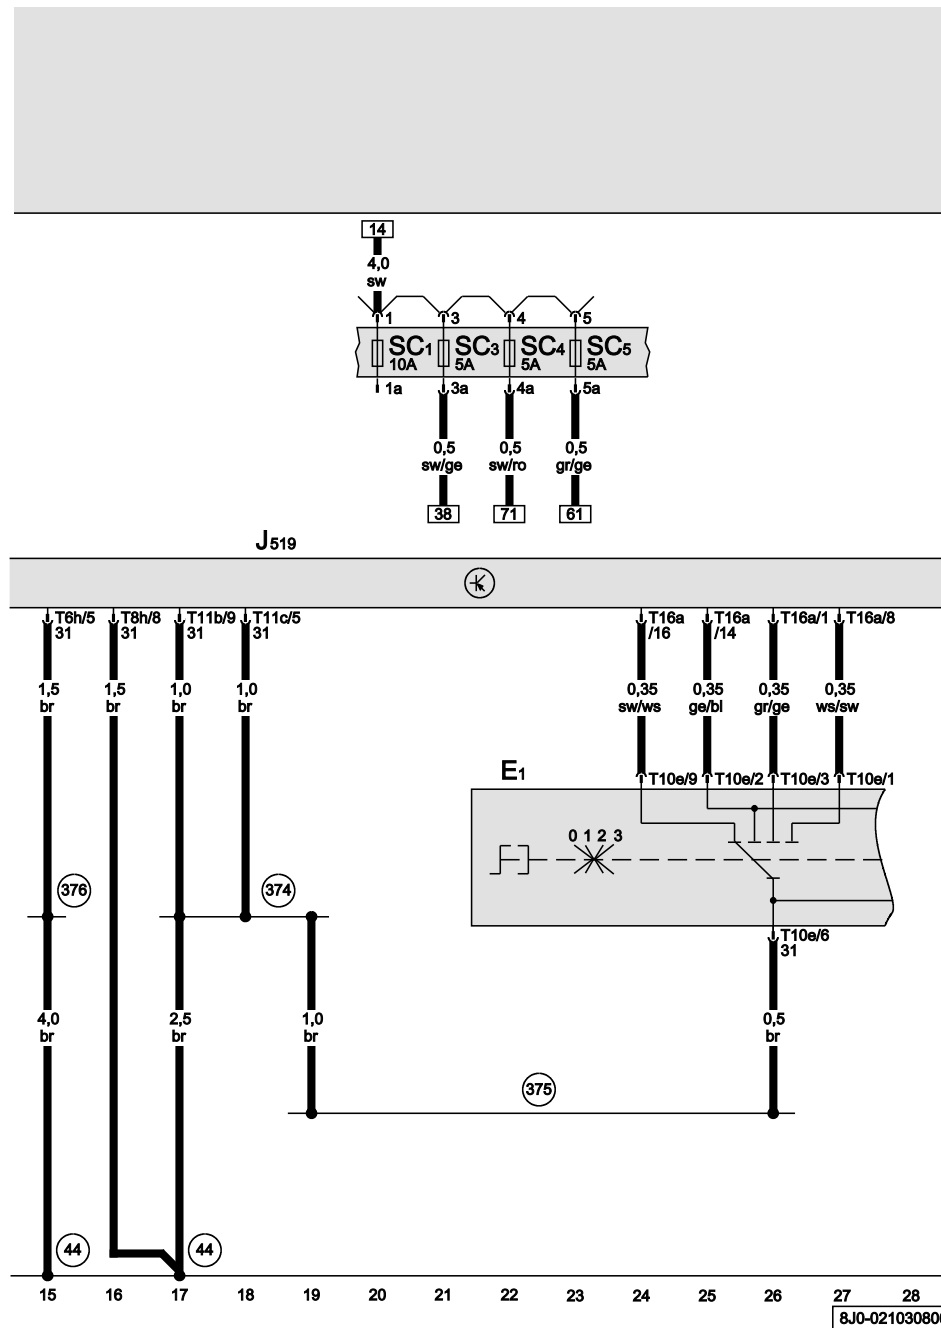 14
4,0
sw
1 3 4 5
SC1 SC3 SC4 SC5
10A 5A 5A 5A
1a 3a 4a 5a
0,5 0,5 0,5
sw/ge sw/ro gr/ge
38 71 61
J519
T6h/5 T8h/8 T11b/9 T11c/5 T16a T16a T16a/1 T16a/8
31 31 31 31 /16 /14
1,5 1,5 1,0 1,0 0,35 0,35 0,35 0,35
br br br br sw/ws ge/bl gr/ge ws/sw
E1 T10e/9 T10e/2 T10e/3 T10e/1
0 1 2 3
376 374
T10e/6
31
4,0 2,5 1,0 0,5
br br br br
375
44 44
15 16 17 18 19 20 21 22 23 24 25 26 27 28